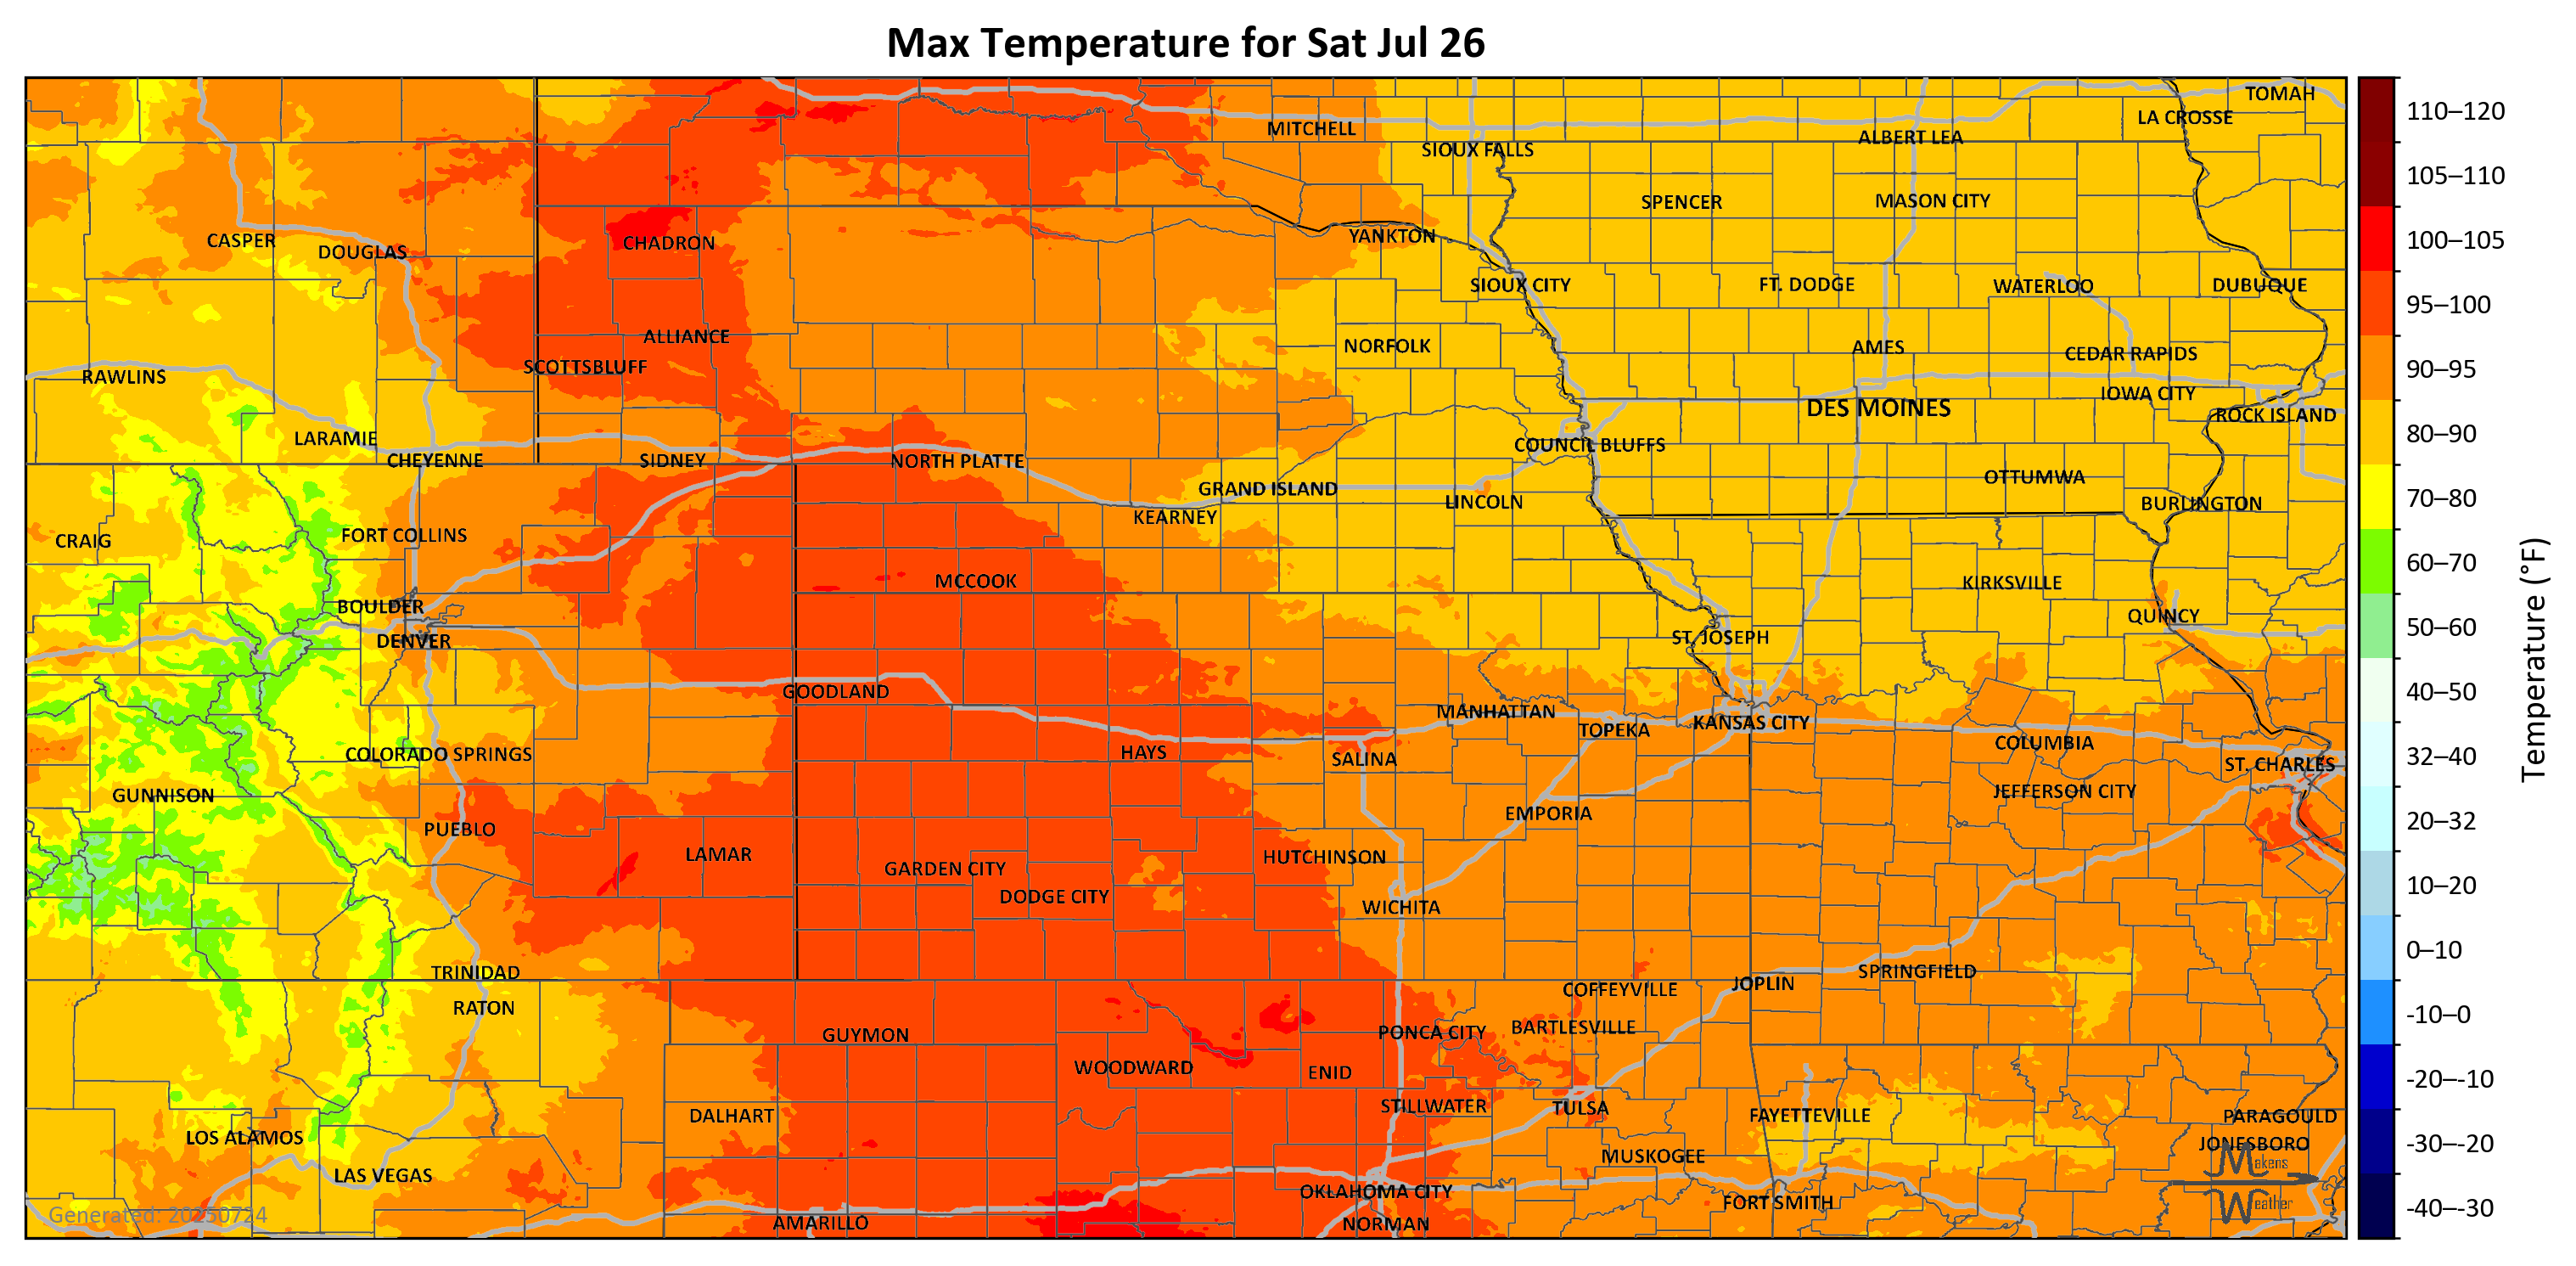 Max Temperature for Sat Jul 26
TOMAH
LA CROSSE
MITCHELL
ALBERT LEA
SIOUX FALLS
SPENCER
MASON CITY
CASPER
DOUGLAS
CHADRON
YANKTON
SIOUX CITY
FT. DODGE
WATERLOO
DUBUQUE
ALLIANCE
NORFOLK
AMES
CEDAR RAPIDS
SCOTTSBLUFF
RAWLINS
IOWA CITY
DES MOINES
ROCK ISLAND
LARAMIE
COUNCIL BLUFFS
CHEYENNE
SIDNEY
NORTH PLATTE
OTTUMWA
GRAND ISLAND
LINCOLN
BURLINGTON
KEARNEY
CRAIG
FORT COLLINS
MCCOOK
KIRKSVILLE
BOULDER
QUINCY
DENVER
ST. JOSEPH
GOODLAND
MANHATTAN
TOPEKA
KANSAS CITY
COLUMBIA
COLORADO SPRINGS
HAYS
SALINA
ST. CHARLES
GUNNISON
JEFFERSON CITY
EMPORIA
PUEBLO
LAMAR
HUTCHINSON
GARDEN CITY
DODGE CITY
WICHITA
TRINIDAD
SPRINGFIELD
JOPLIN
COFFEYVILLE
RATON
GUYMON
PONCA CITY
BARTLESVILLE
WOODWARD
ENID
STILLWATER
TULSA
DALHART
FAYETTEVILLE
PARAGOULD
LOS ALAMOS
JONESBORO
MUSKOGEE
LAS VEGAS
OKLAHOMA CITY
FORT SMITH
AMARILLO
NORMAN
Generated: 20250724
Makens
Weather
110–120
105–110
100–105
95–100
90–95
80–90
70–80
60–70
50–60
40–50
32–40
20–32
10–20
0–10
-10–0
-20–-10
-30–-20
-40–-30
Temperature (°F)